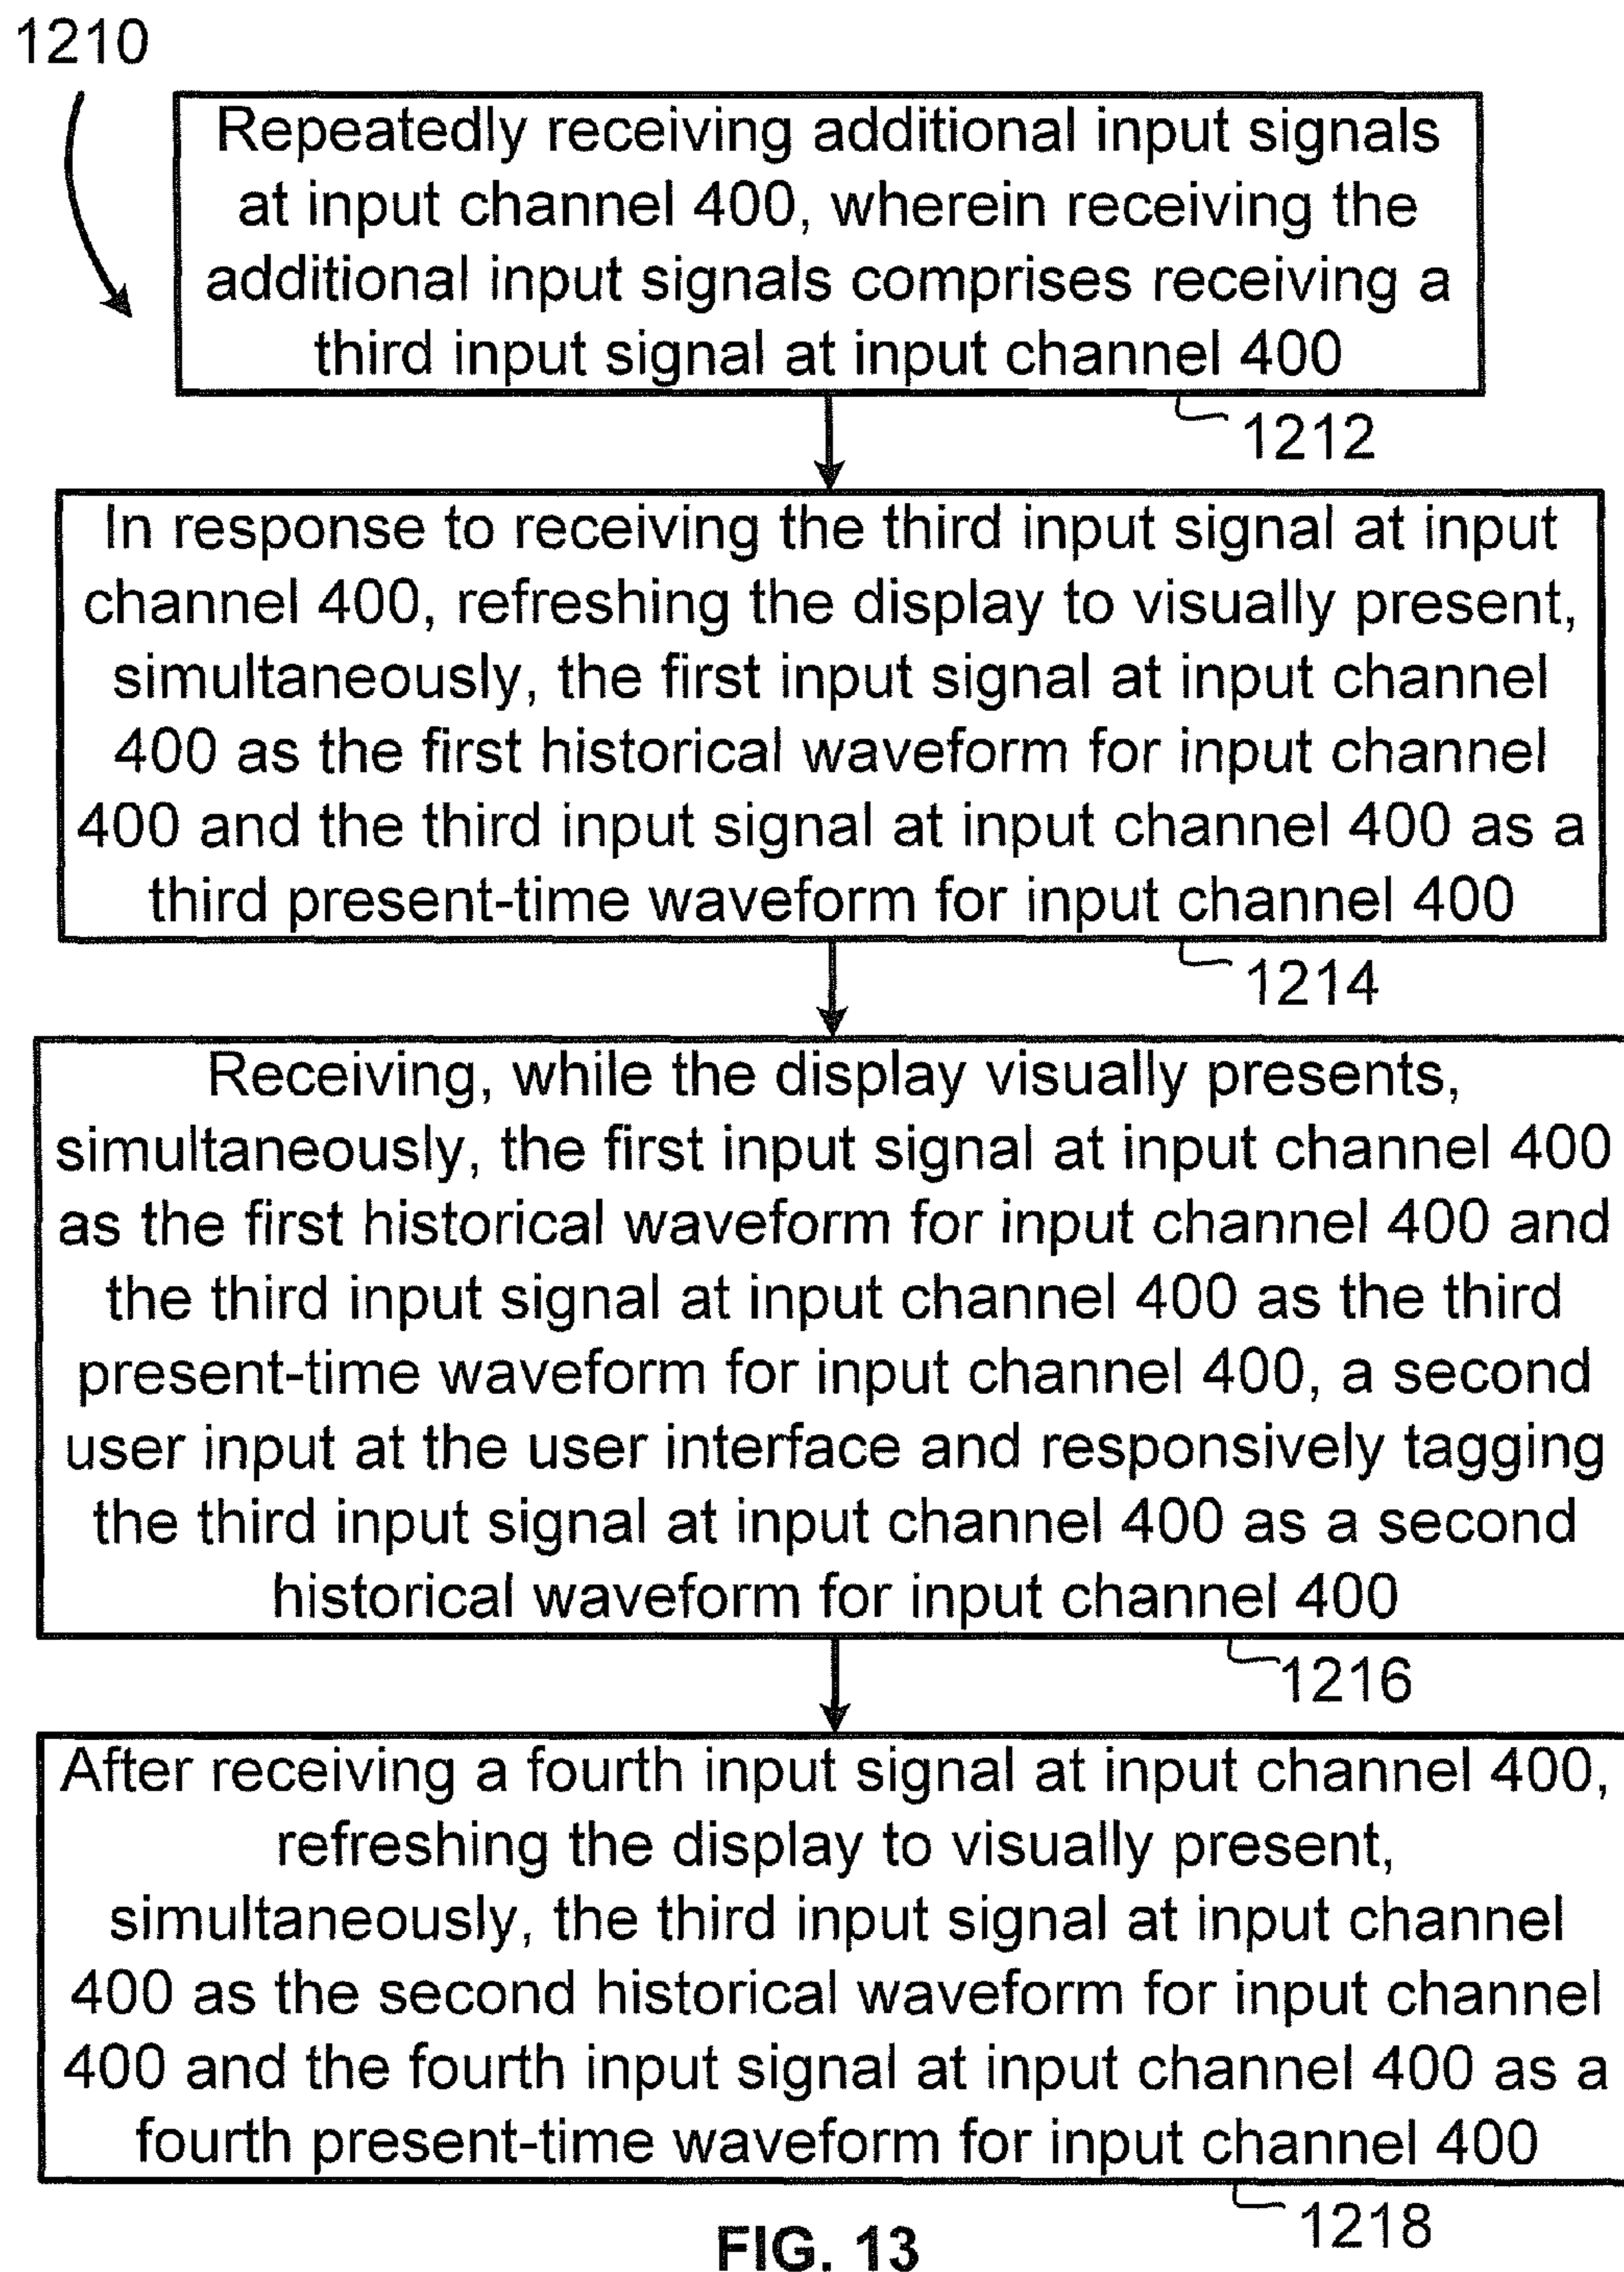 1210
Repeatedly receiving additional input signals
at input channel 400, wherein receiving the
additional input signals comprises receiving a
third input signal at input channel 400
1212
In response to receiving the third input signal at input
channel 400, refreshing the display to visually present,
simultaneously, the first input signal at input channel
400 as the first historical waveform for input channel
400 and the third input signal at input channel 400 as a
third present-time waveform for input channel 400
1214
Receiving, while the display visually presents,
simultaneously, the first input signal at input channel 400
as the first historical waveform for input channel 400 and
the third input signal at input channel 400 as the third
present-time waveform for input channel 400, a second
user input at the user interface and responsively tagging
the third input signal at input channel 400 as a second
historical waveform for input channel 400
1216
After receiving a fourth input signal at input channel 400,
refreshing the display to visually present,
simultaneously, the third input signal at input channel
400 as the second historical waveform for input channel
400 and the fourth input signal at input channel 400 as a
fourth present-time waveform for input channel 400
1218
FIG. 13